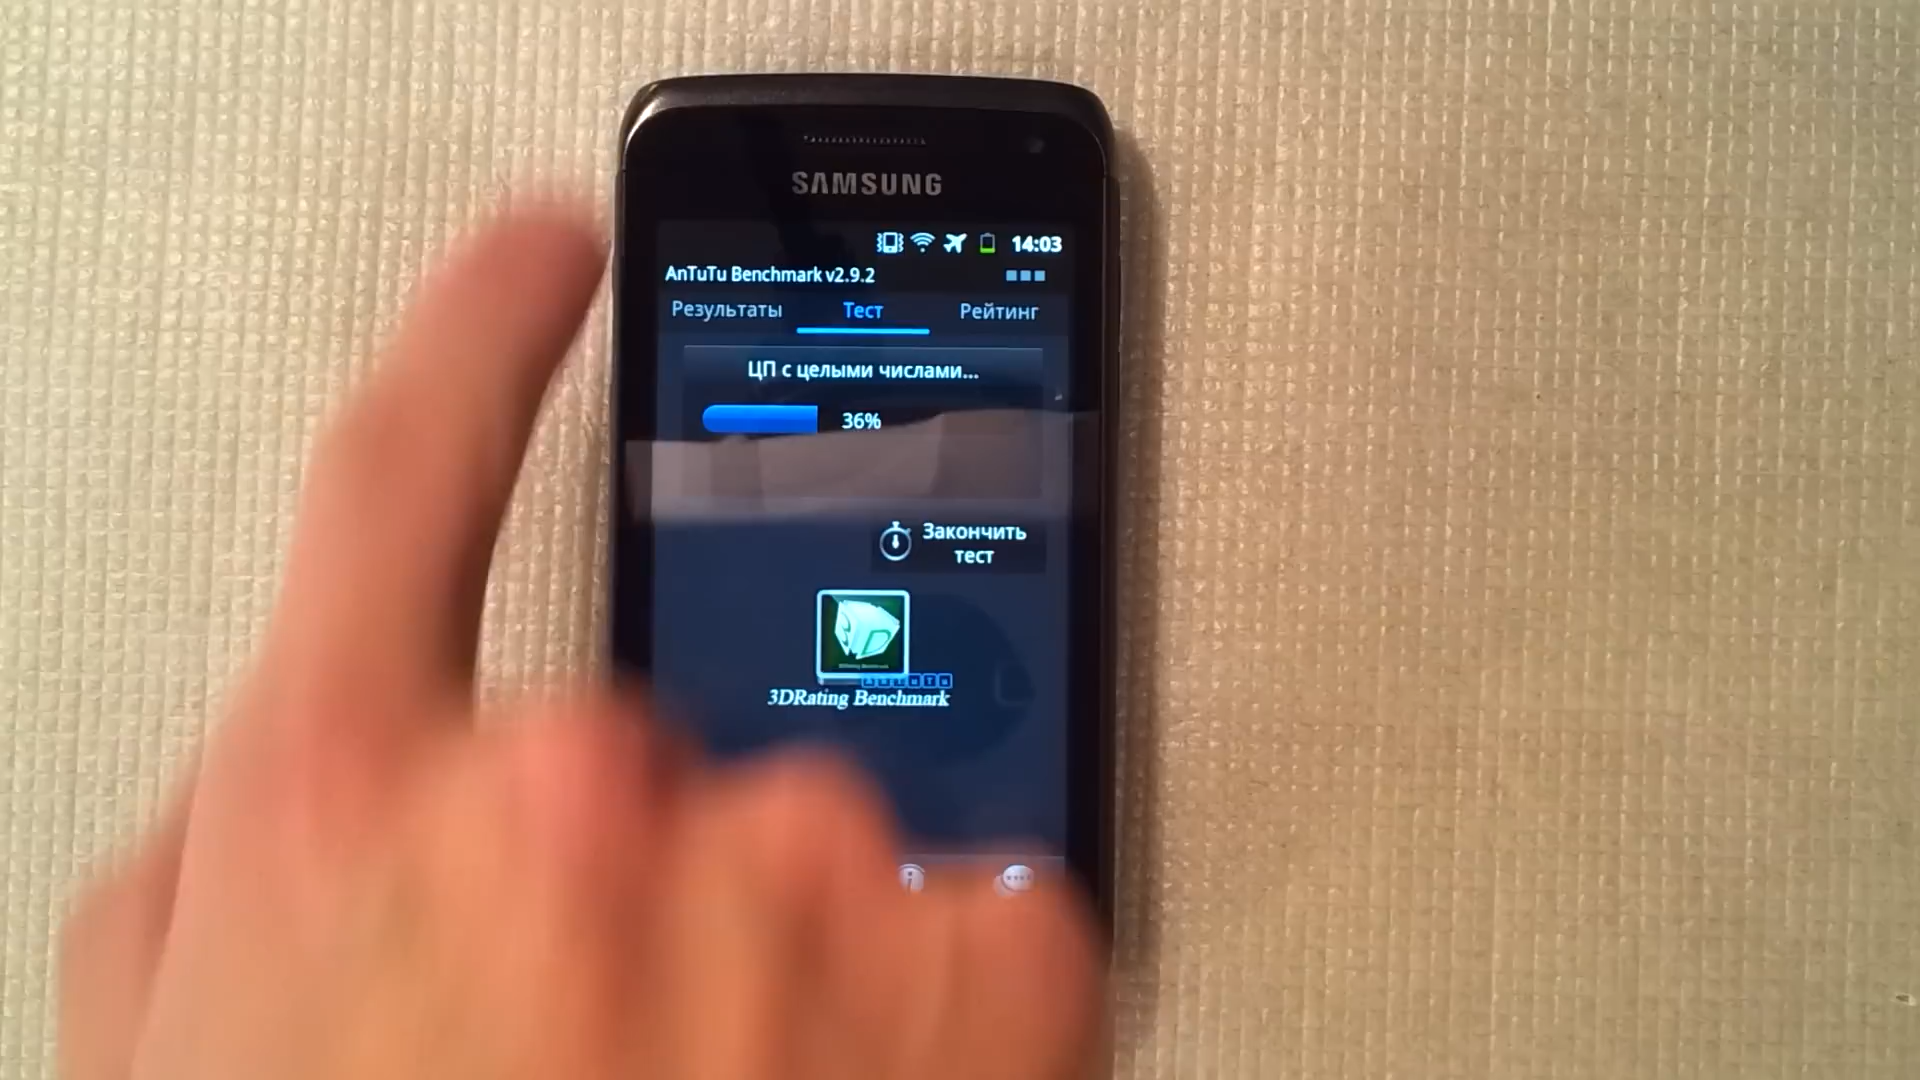 SAMSUNG
14:03
AnTuTu Benchmark v2.9.2
Результаты Тест Рейтинг
ЦП с целыми числами...
36%
Закончить
тест
3D
3DRating Benchmark